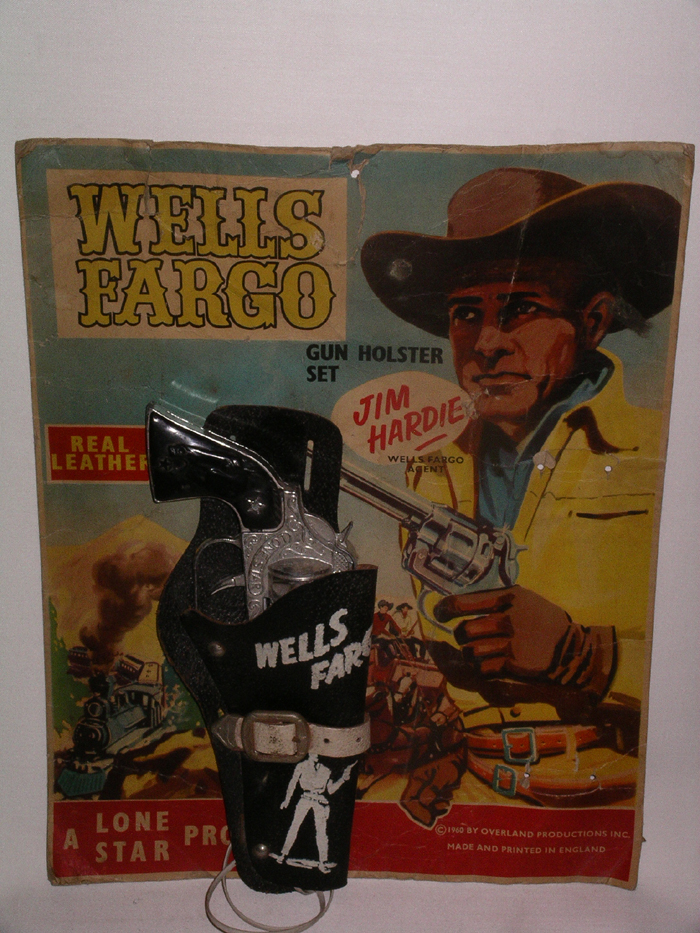 WELLS
FARGO
GUN HOLSTER
SET
JIM
HARDIE
WELLS FARGO
AGENT
REAL
LEATHER
WELLS
FARG
A LONE
STAR PRO
©1960 BY OVERLAND PRODUCTIONS INC.
MADE AND PRINTED IN ENGLAND